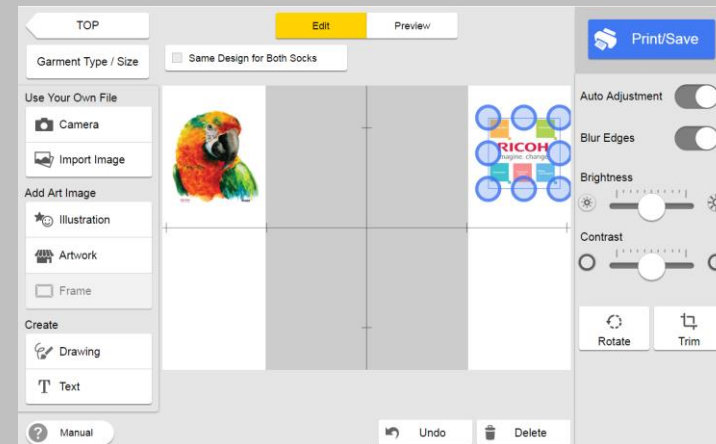 TOP
Edit
Preview
Print/Save
Garment Type / Size
Same Design for Both Socks
Use Your Own File
Camera
Import Image
Add Art Image
Illustration
Artwork
Frame
Create
Drawing
T Text
? Manual
RICOH
imagine. change.
Auto Adjustment
Blur Edges
Brightness
Contrast
Rotate
Trim
Undo
Delete